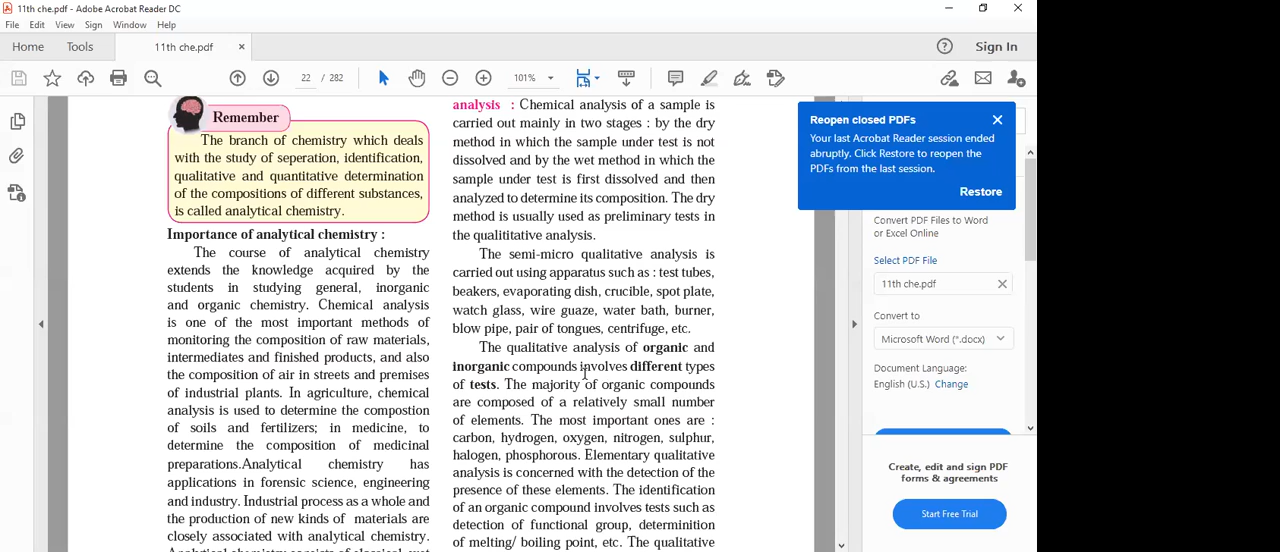 11th che.pdf - Adobe Acrobat Reader DC
File Edit View Sign Window Help
Home Tools 11th che.pdf × Sign In
22 / 282 101%
Remember
The branch of chemistry which deals
with the study of seperation, identification,
qualitative and quantitative determination
of the compositions of different substances,
is called analytical chemistry.
Importance of analytical chemistry :
The course of analytical chemistry
extends the knowledge acquired by the
students in studying general, inorganic
and organic chemistry. Chemical analysis
is one of the most important methods of
monitoring the composition of raw materials,
intermediates and finished products, and also
the composition of air in streets and premises
of industrial plants. In agriculture, chemical
analysis is used to determine the compostion
of soils and fertilizers; in medicine, to
determine the composition of medicinal
preparations.Analytical chemistry has
applications in forensic science, engineering
and industry. Industrial process as a whole and
the production of new kinds of materials are
closely associated with analytical chemistry.
Analytical chemistry consists of classical, wet
analysis : Chemical analysis of a sample is
carried out mainly in two stages : by the dry
method in which the sample under test is not
dissolved and by the wet method in which the
sample under test is first dissolved and then
analyzed to determine its composition. The dry
method is usually used as preliminary tests in
the qualititative analysis.
The semi-micro qualitative analysis is
carried out using apparatus such as : test tubes,
beakers, evaporating dish, crucible, spot plate,
watch glass, wire guaze, water bath, burner,
blow pipe, pair of tongues, centrifuge, etc.
The qualitative analysis of organic and
inorganic compounds involves different types
of tests. The majority of organic compounds
are composed of a relatively small number
of elements. The most important ones are :
carbon, hydrogen, oxygen, nitrogen, sulphur,
halogen, phosphorous. Elementary qualitative
analysis is concerned with the detection of the
presence of these elements. The identification
of an organic compound involves tests such as
detection of functional group, determinition
of melting/ boiling point, etc. The qualitative
Reopen closed PDFs
Your last Acrobat Reader session ended
abruptly. Click Restore to reopen the
PDFs from the last session.
Restore
Convert PDF Files to Word
or Excel Online
Select PDF File
11th che.pdf
Convert to
Microsoft Word (*.docx)
Document Language:
English (U.S.) Change
Create, edit and sign PDF
forms & agreements
Start Free Trial